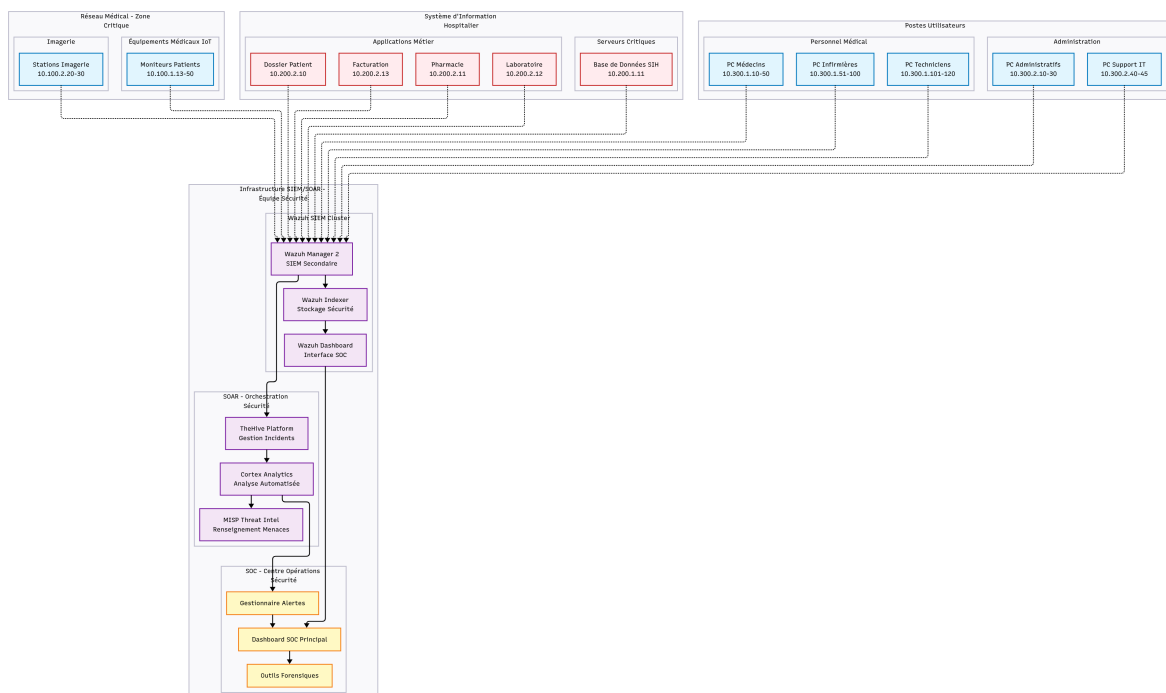 Réseau Médical - Zone
Critique
Imagerie
Stations Imagerie
10.100.2.20-30
Équipements Médicaux IoT
Moniteurs Patients
10.100.1.13-50
Système d'Information
Hospitalier
Applications Métier
Dossier Patient
10.200.2.10
Facturation
10.200.2.13
Pharmacie
10.200.2.11
Laboratoire
10.200.2.12
Serveurs Critiques
Base de Données SIH
10.200.1.11
Postes Utilisateurs
Personnel Médical
PC Médecins
10.300.1.10-50
PC Infirmières
10.300.1.51-100
PC Techniciens
10.300.1.101-120
Administration
PC Administratifs
10.300.2.10-30
PC Support IT
10.300.2.40-45
Infrastructure SIEM/SOAR -
Équipe Sécurité
Wazuh SIEM Cluster
Wazuh Manager 2
SIEM Secondaire
Wazuh Indexer
Stockage Sécurité
Wazuh Dashboard
Interface SOC
SOAR - Orchestration
Sécurité
TheHive Platform
Gestion Incidents
Cortex Analytics
Analyse Automatisée
MISP Threat Intel
Renseignement Menaces
SOC - Centre Opérations
Sécurité
Gestionnaire Alertes
Dashboard SOC Principal
Outils Forensiques